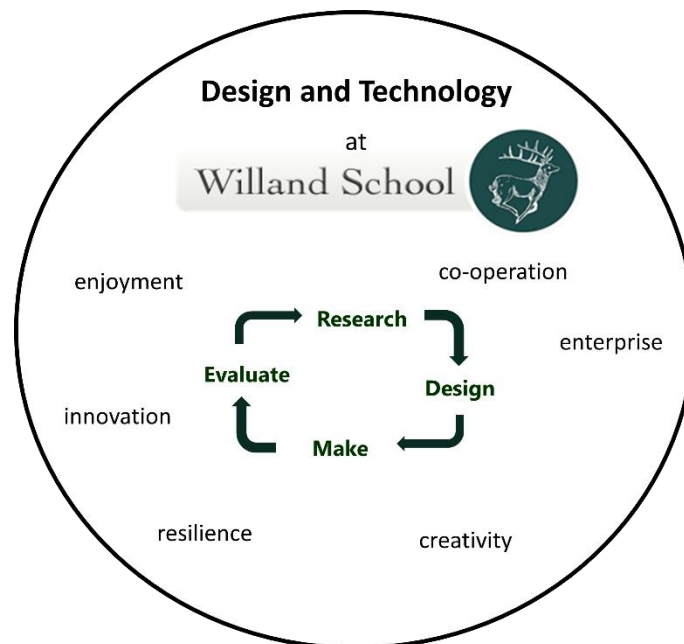 Design and Technology
at
Willand School
co-operation
enjoyment
Research
enterprise
Evaluate
Design
innovation
Make
resilience
creativity